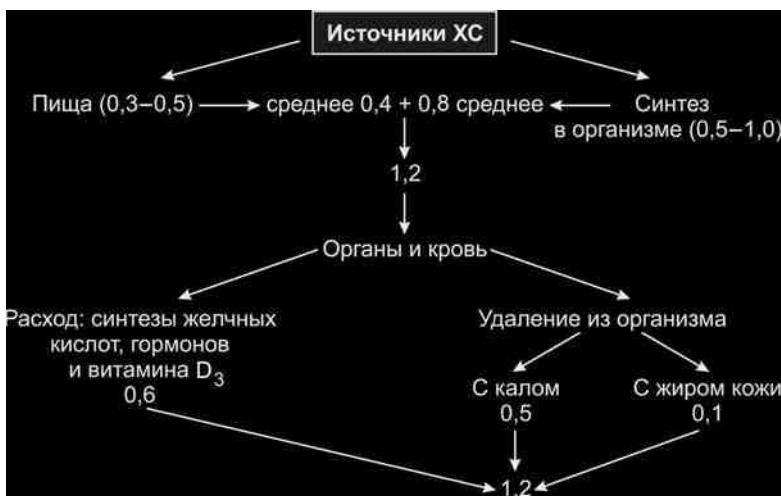 Источники ХС
Пища (0,3–0,5)
среднее 0,4 + 0,8 среднее
Синтез
в организме (0,5–1,0)
1,2
Органы и кровь
Расход: синтезы желчных
кислот, гормонов
и витамина D3
0,6
Удаление из организма
С калом
0,5
С жиром кожи
0,1
1,2